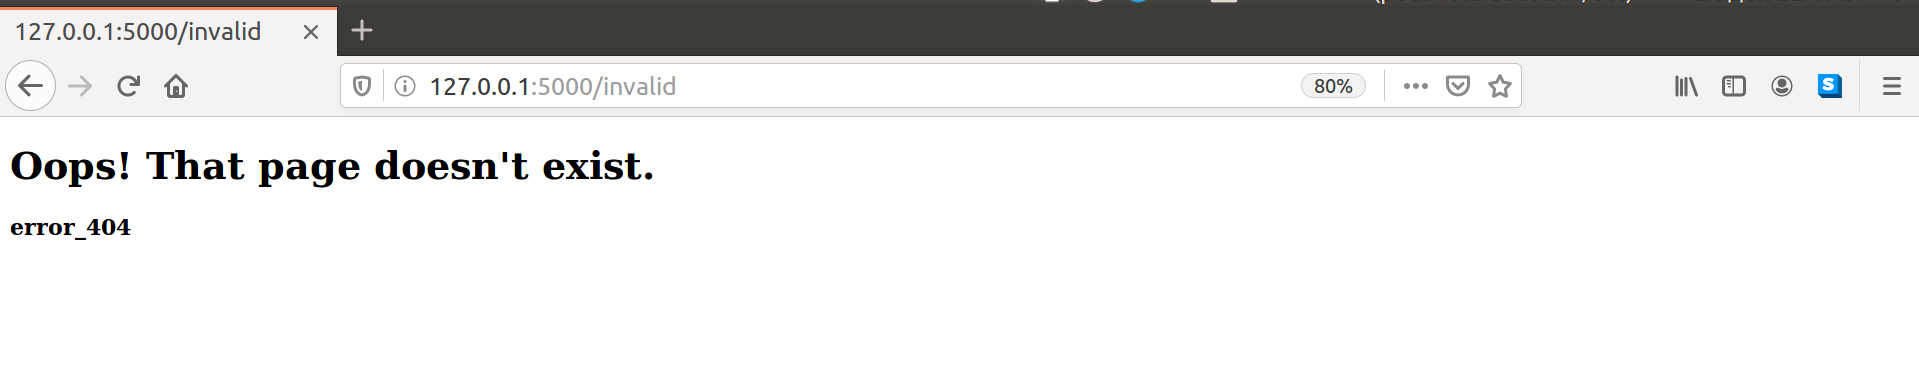 127.0.0.1:5000/invalid
127.0.0.1:5000/invalid
80%
S
Oops! That page doesn't exist.
error_404